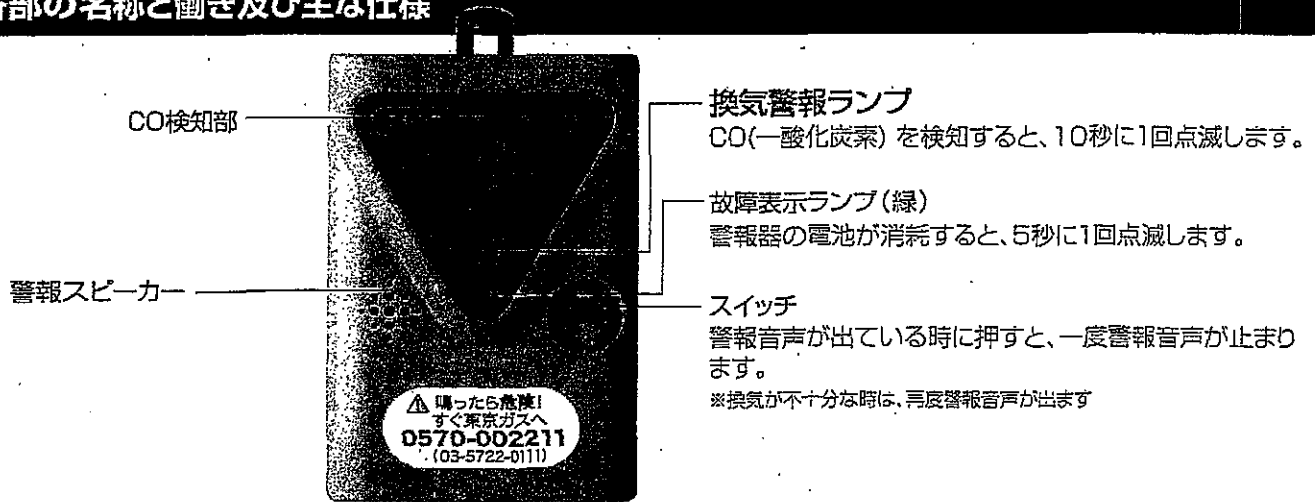 各部の名称と働き及び主な仕様
CO検知部
警報スピーカー
換気警報ランプ
CO(一酸化炭素) を検知すると、10秒に1回点滅します。
故障表示ランプ(緑)
警報器の電池が消耗すると、5秒に1回点滅します。
スイッチ
警報音声が出ている時に押すと、一度警報音声が止まり
ます。
※換気が不十分な時は、再度警報音声が出ます
⚠ 鳴ったら危険!
すぐ東京ガスへ
0570-002211
(03-5722-0111)